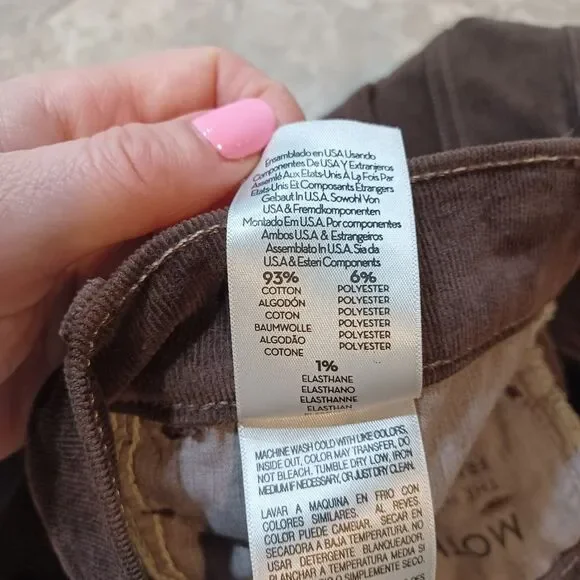 Ensamblado en USA Usando
Componentes De USA Y Extranjeros
Assemlé Aux Etats-Unis À La Fois Par
Etats-Unis Et Composants Étrangers
Gebaut In U.S.A. Sowohl Von
USA & Fremdkomponenten
Montado Em U.S.A. Por componentes
Ambos U.S.A & Estrangeiros
Assemblato In U.S.A. Sia da
U.S.A & Esteri Components
93% 6%
COTTON POLYESTER
ALGODÓN POLYESTER
COTON POLYESTER
BAUMWOLLE POLYESTER
ALGODÃO POLYESTER
COTONE POLYESTER
1%
ELASTHANE
ELASTHANO
ELASTHANNE
ELASTHAN
MACHINE WASH COLD WITH LIKE COLORS,
INSIDE OUT, COLOR MAY TRANSFER, DO
NOT BLEACH. TUMBLE DRY LOW, IRON
MEDIUM IF NECESSARY, OR JUST DRY CLEAN.
LAVAR A MAQUINA EN FRIO CON
COLORES SIMILARES, AL REVES,
COLOR PUEDE CAMBIAR, SECAR EN
SECADORA A BAJA TEMPERATURA, NO
USAR DETERGENTE BLANQUEADOR.
PLANCHAR A TEMPERATURA MEDIA SI
THE